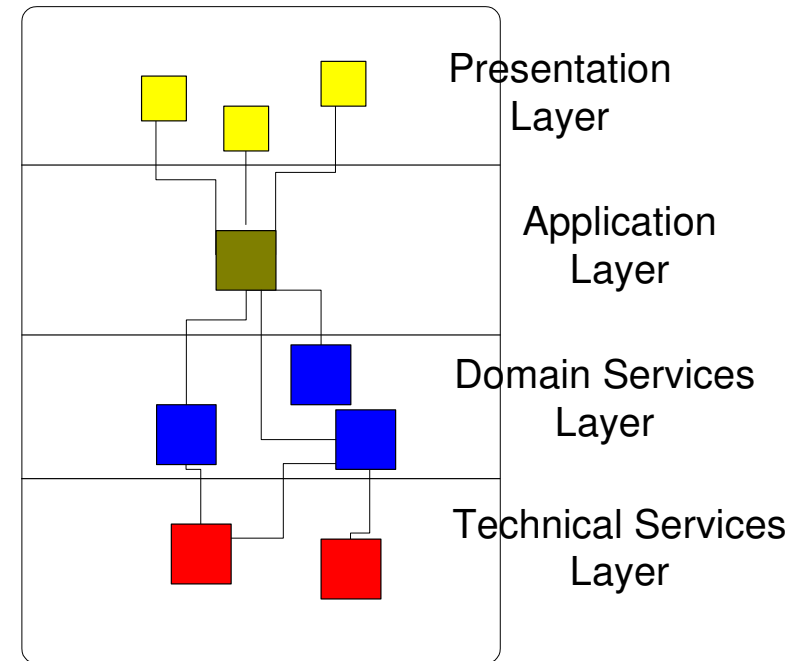 Presentation
Layer
Application
Layer
Domain Services
Layer
Technical Services
Layer